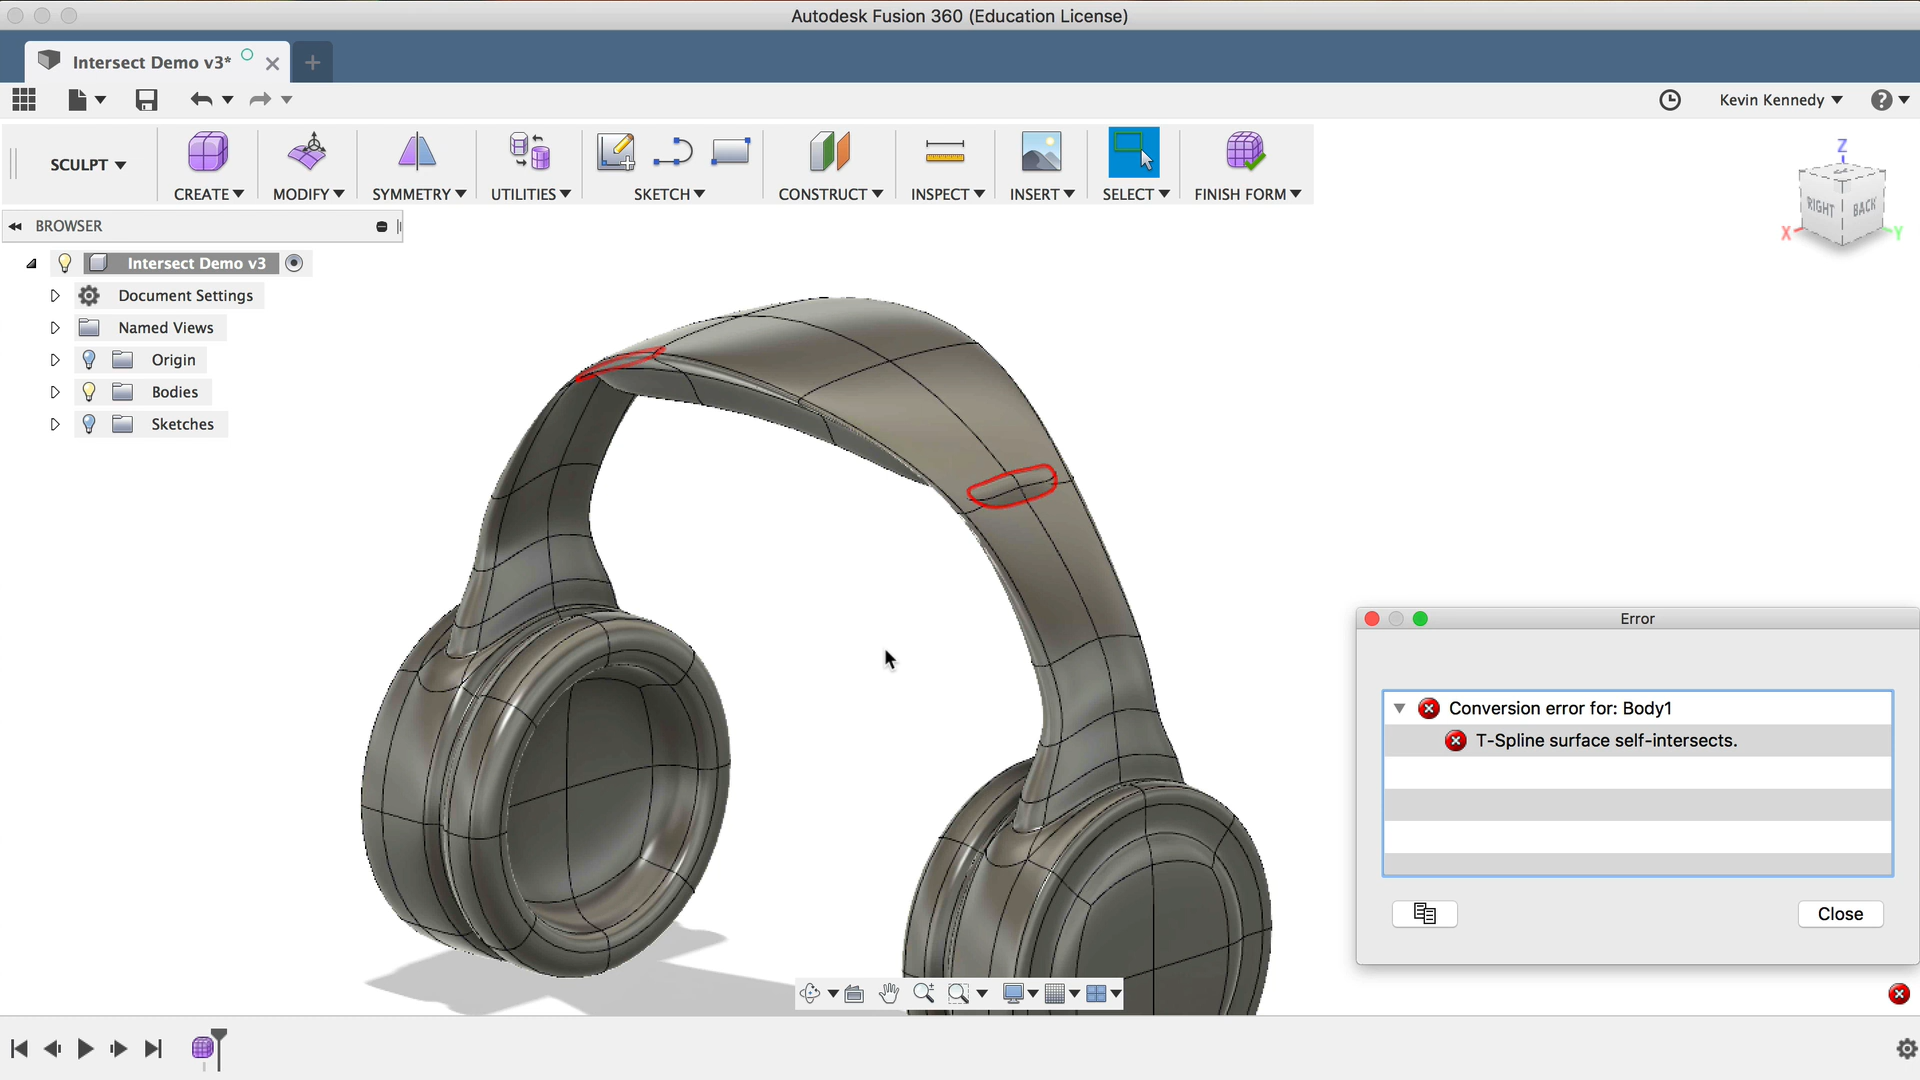 Autodesk Fusion 360 (Education License)
Intersect Demo v3*
Kevin Kennedy
SCULPT
CREATE
MODIFY
SYMMETRY
UTILITIES
SKETCH
CONSTRUCT
INSPECT
INSERT
SELECT
FINISH FORM
Z
RIGHT
BACK
X
Y
BROWSER
Intersect Demo v3
Document Settings
Named Views
Origin
Bodies
Sketches
Error
Conversion error for: Body1
T-Spline surface self-intersects.
Close